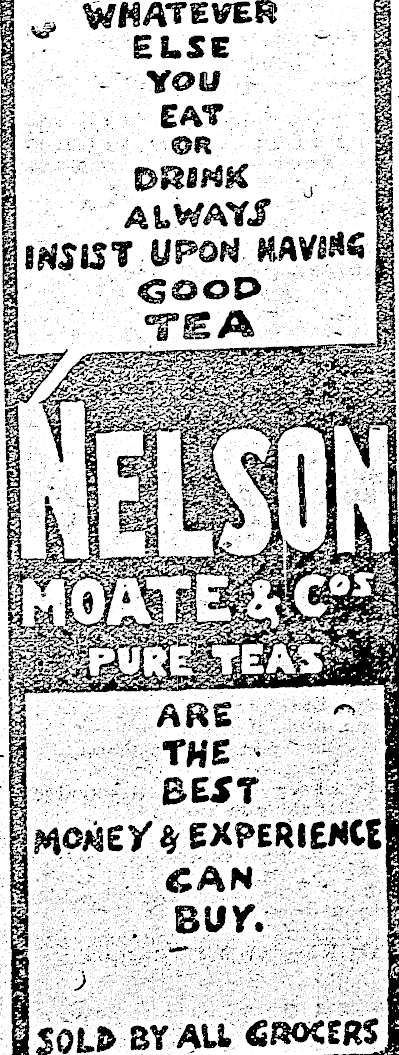 WHATEVER
ELSE
YOU
EAT
OR
DRINK
ALWAYS
INSIST UPON HAVING
GOOD
TEA
NELSON
MOATE & Cos
PURE TEAS
ARE
THE
BEST
MONEY & EXPERIENCE
CAN
BUY.
SOLD BY ALL GROCERS